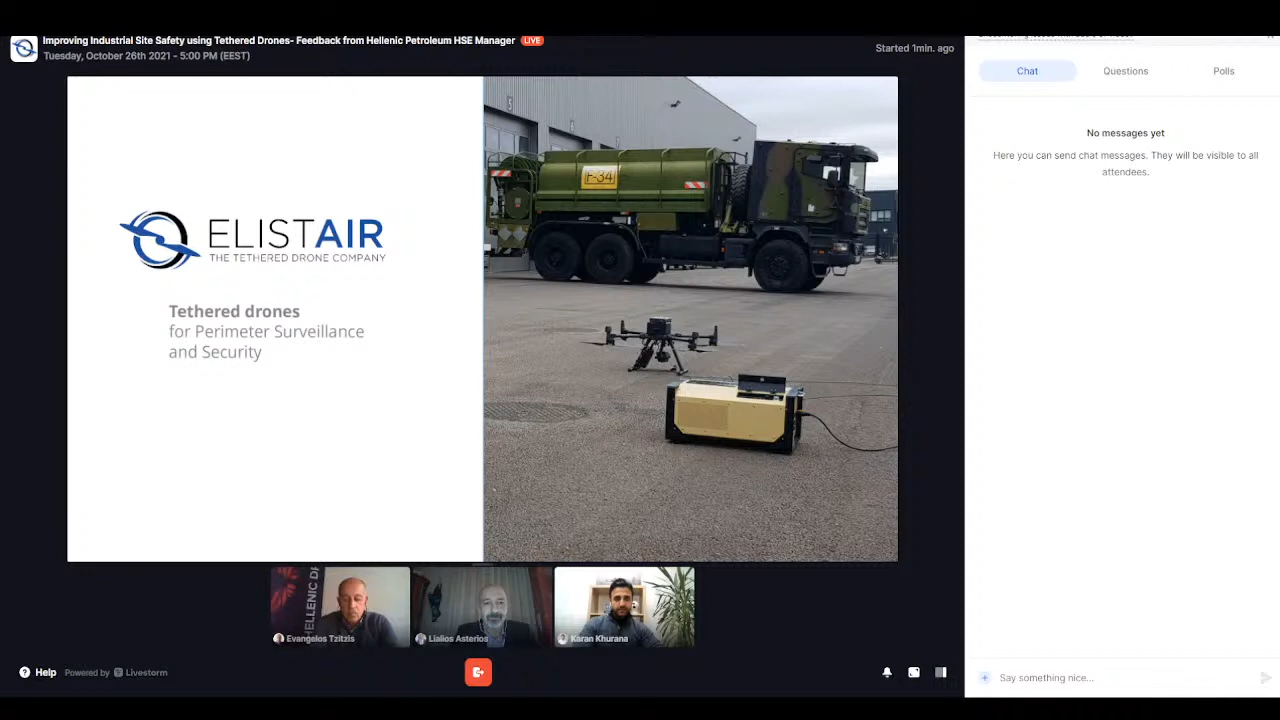 Improving Industrial Site Safety using Tethered Drones- Feedback from Hellenic Petroleum HSE Manager LIVE
Tuesday, October 26th 2021 - 5:00 PM (EEST)
Started 1min. ago
ELISTAIR
THE TETHERED DRONE COMPANY
Tethered drones
for Perimeter Surveillance
and Security
5
4
F-34
HELLENIC
Evangelos Tzitzis
Lialios Asterios
Karan Khurana
Help
Powered by Livestorm
Chat
Questions
Polls
No messages yet
Here you can send chat messages. They will be visible to all
attendees.
Say something nice...